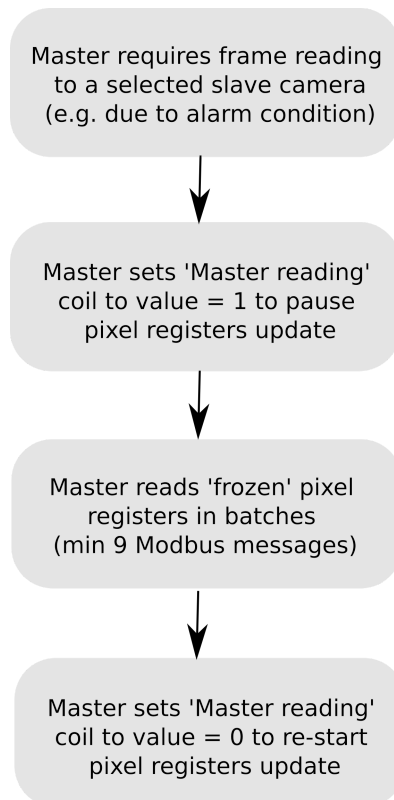 Master requires frame reading
to a selected slave camera
(e.g. due to alarm condition)
Master sets 'Master reading'
coil to value = 1 to pause
pixel registers update
Master reads 'frozen' pixel
registers in batches
(min 9 Modbus messages)
Master sets 'Master reading'
coil to value = 0 to re-start
pixel registers update